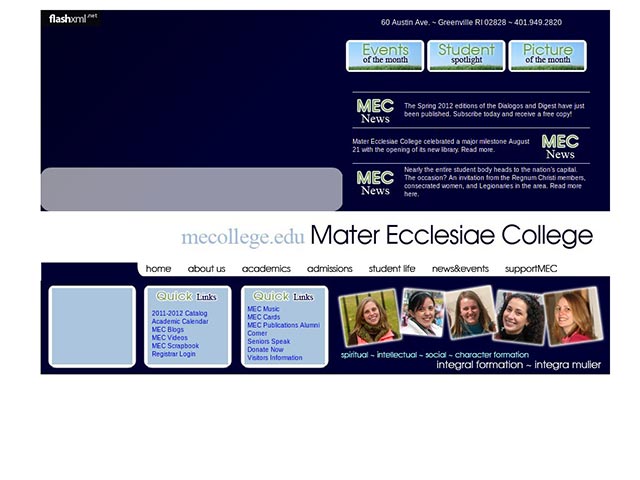 flashxml.net
60 Austin Ave. ~ Greenville RI 02828 ~ 401.949.2820
Events of the month
Student spotlight
Picture of the month
MEC News
The Spring 2012 editions of the Dialogos and Digest have just
been published. Subscribe today and receive a free copy!
Mater Ecclesiae College celebrated a major milestone August
21 with the opening of its new library. Read more.
MEC News
MEC News
Nearly the entire student body heads to the nation's capital.
The occasion? An invitation from the Regnum Christi members,
consecrated women, and Legionaries in the area. Read more
here.
mecollege.edu Mater Ecclesiae College
home about us academics admissions student life news&events supportMEC
Quick Links
2011-2012 Catalog
Academic Calendar
MEC Blogs
MEC Videos
MEC Scrapbook
Registrar Login
Quick Links
MEC Music
MEC Cards
MEC Publications Alumni
Corner
Seniors Speak
Donate Now
Visitors Information
spiritual ~ intellectual ~ social ~ character formation
integral formation ~ integra mulier